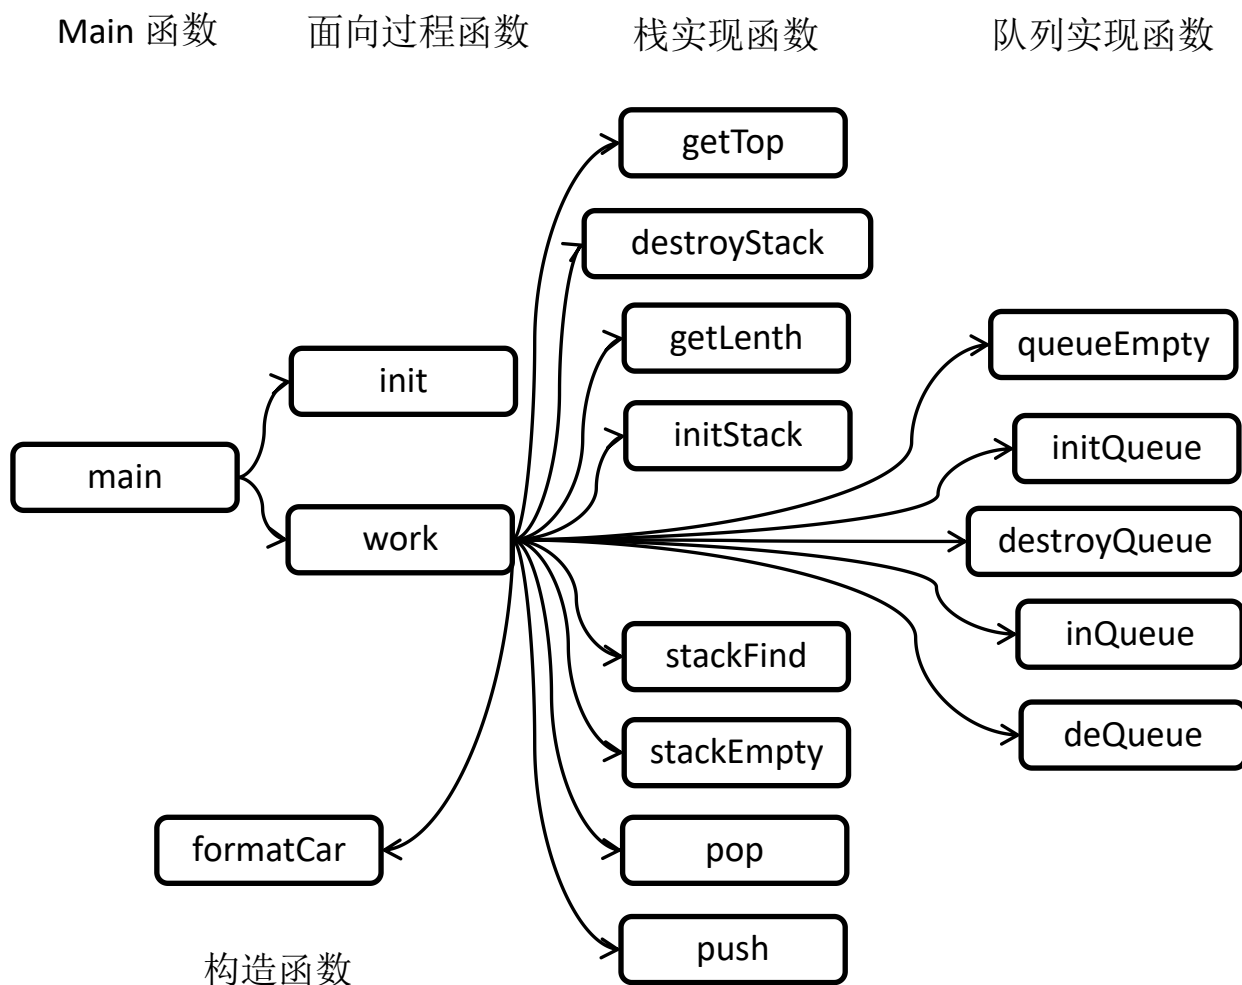 Main 函数
面向过程函数
栈实现函数
队列实现函数
getTop
destroyStack
getLenth
queueEmpty
init
initStack
initQueue
main
work
destroyQueue
inQueue
stackFind
deQueue
stackEmpty
formatCar
pop
push
构造函数